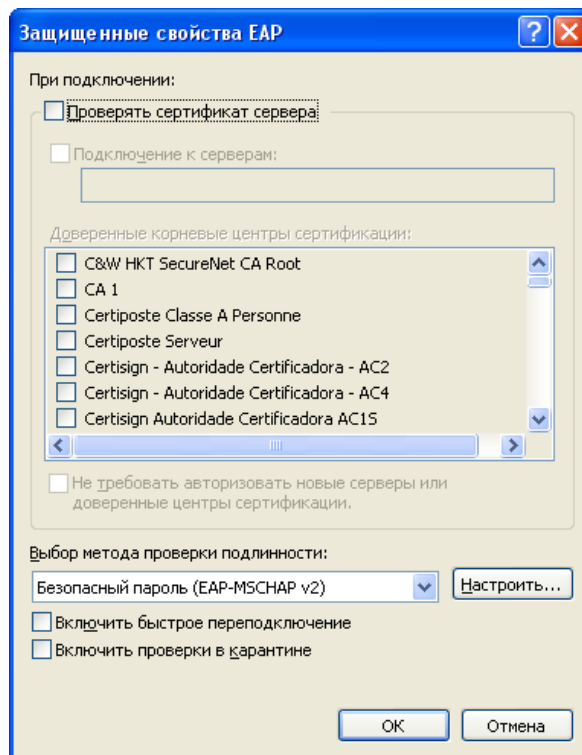 Защищенные свойства EAP
При подключении:
Проверять сертификат сервера
Подключение к серверам:
Доверенные корневые центры сертификации:
C&W HKT SecureNet CA Root
CA 1
Certiposte Classe A Personne
Certiposte Serveur
Certisign - Autoridade Certificadora - AC2
Certisign - Autoridade Certificadora - AC4
Certisign Autoridade Certificadora AC1S
Не требовать авторизовать новые серверы или
доверенные центры сертификации.
Выбор метода проверки подлинности:
Безопасный пароль (EAP-MSCHAP v2)
Настроить...
Включить быстрое переподключение
Включить проверки в карантине
ОК
Отмена